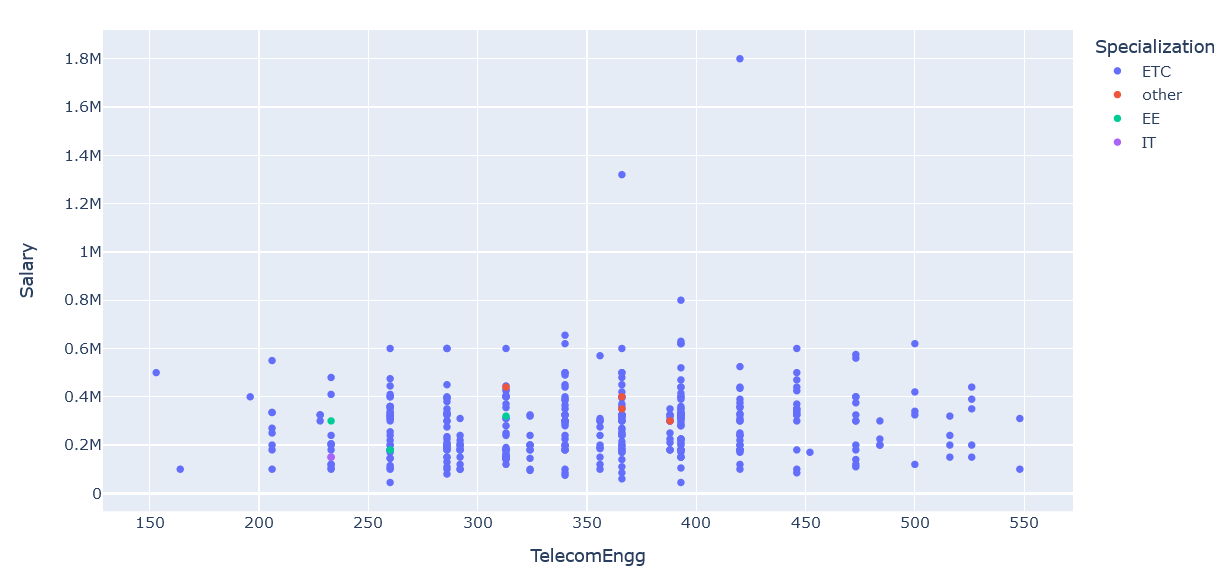 Specialization
ETC
other
EE
IT
1.8M
1.6M
1.4M
1.2M
1M
0.8M
0.6M
0.4M
0.2M
0
Salary
150 200 250 300 350 400 450 500 550
TelecomEngg